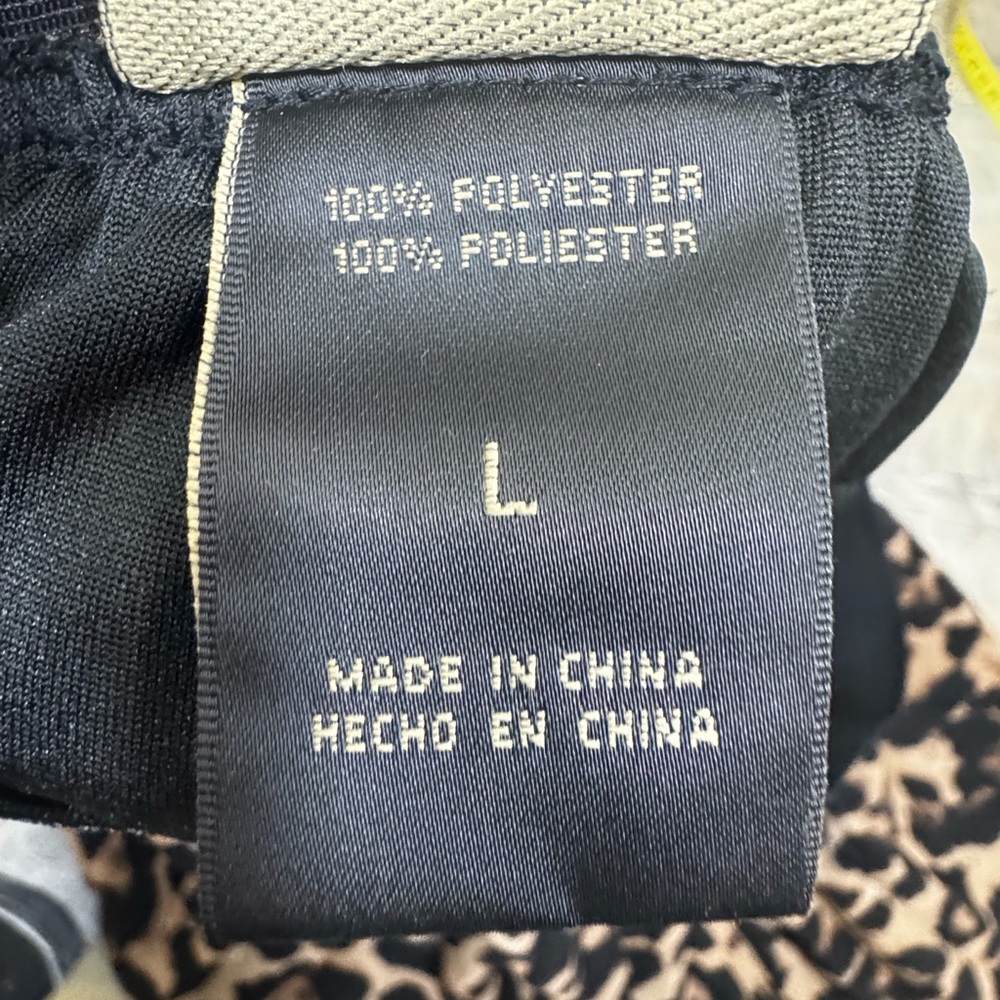 100% POLYESTER
100% POLIESTER
L
MADE IN CHINA
HECHO EN CHINA